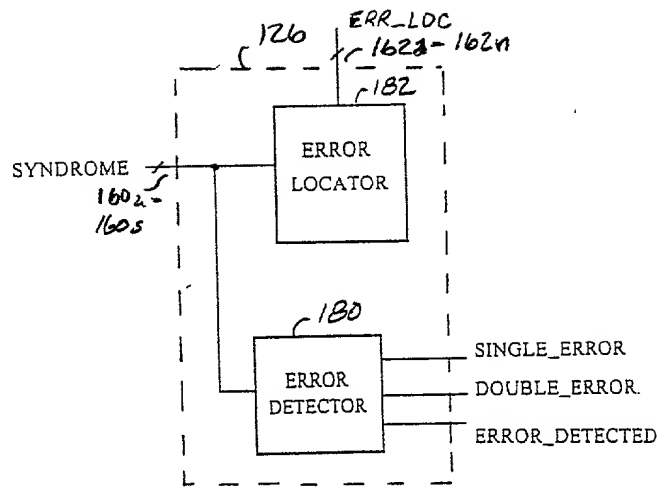 ERR_LOC
126
162a-162n
182
ERROR
LOCATOR
SYNDROME
160a-
160s
180
ERROR
DETECTOR
SINGLE_ERROR
DOUBLE_ERROR.
ERROR_DETECTED